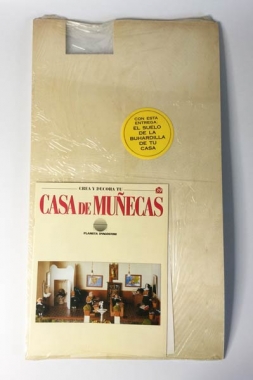 CON ESTA
ENTREGA,
EL SUELO
DE LA
BUHARDILLA
DE TU
CASA
CREA Y DECORA TU
CASA DE MUÑECAS
PLANETA DEAGOSTINI